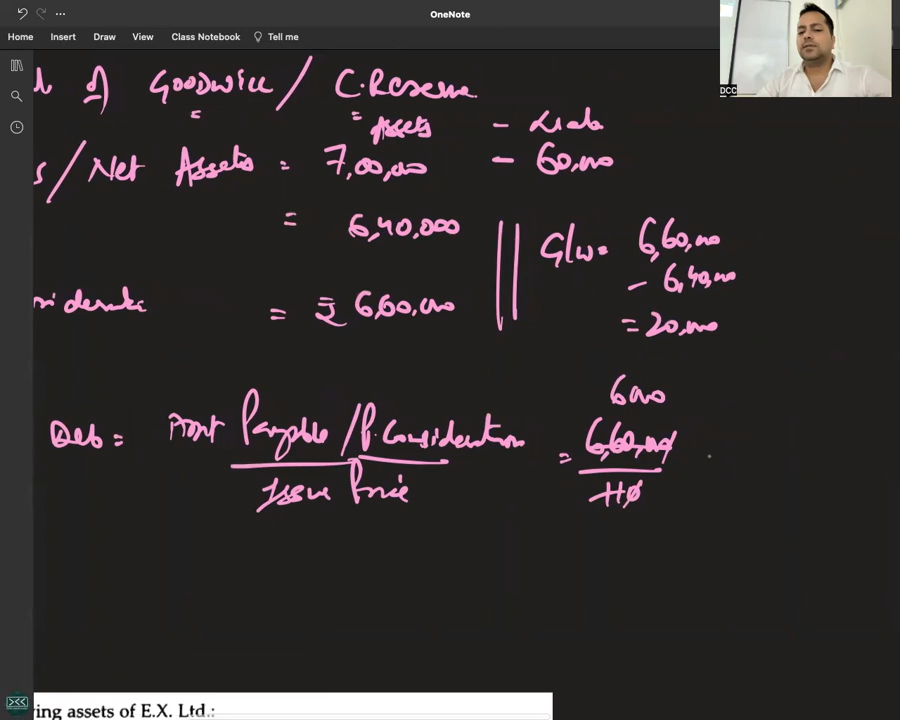 OneNote
Home Insert Draw View Class Notebook Tell me
DCC
of Goodwill / C.Reserve
Assets - Liab
s/Net Assets = 7,00,000 - 60,000
= 6,40,000
G/w = 6,60,000
- 6,40,000
= 20,000
= ₹ 6,60,000
6000
Deb = Amt Payable/P.Consideration = 6,60,000
Issue Price 110
ring assets of E.X. Ltd.: